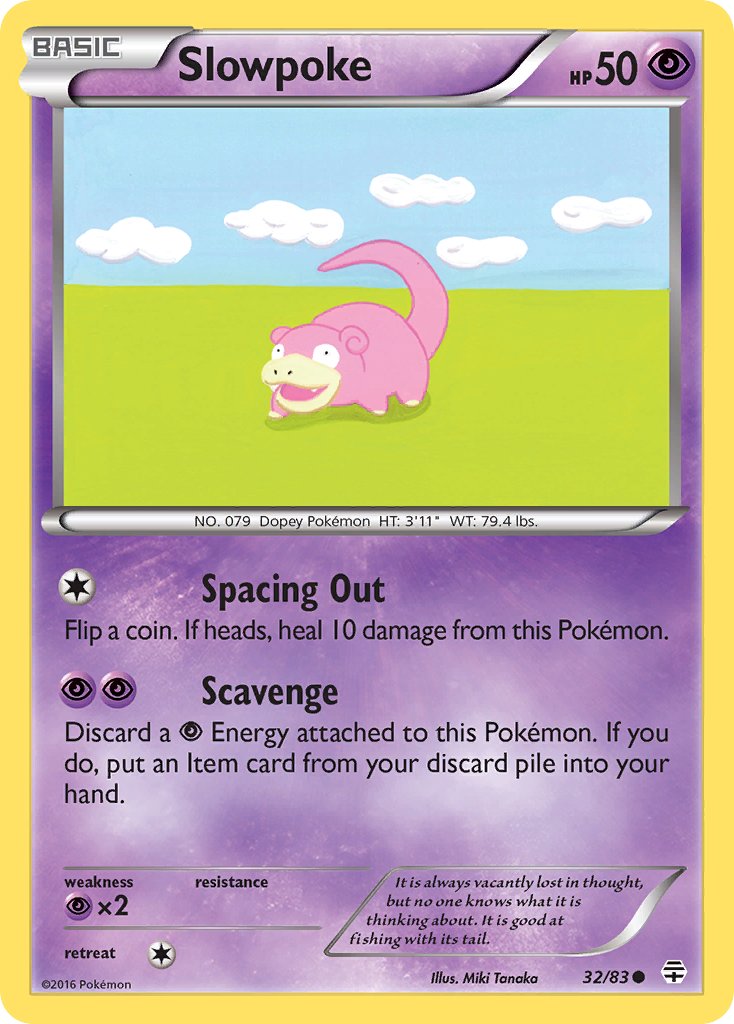 BASIC
Slowpoke
HP 50
NO. 079 Dopey Pokémon HT: 3'11" WT: 79.4 lbs.
Spacing Out
Flip a coin. If heads, heal 10 damage from this Pokémon.
Scavenge
Discard a Energy attached to this Pokémon. If you
do, put an Item card from your discard pile into your
hand.
weakness
resistance
×2
retreat
It is always vacantly lost in thought,
but no one knows what it is
thinking about. It is good at
fishing with its tail.
©2016 Pokémon
Illus. Miki Tanaka
32/83